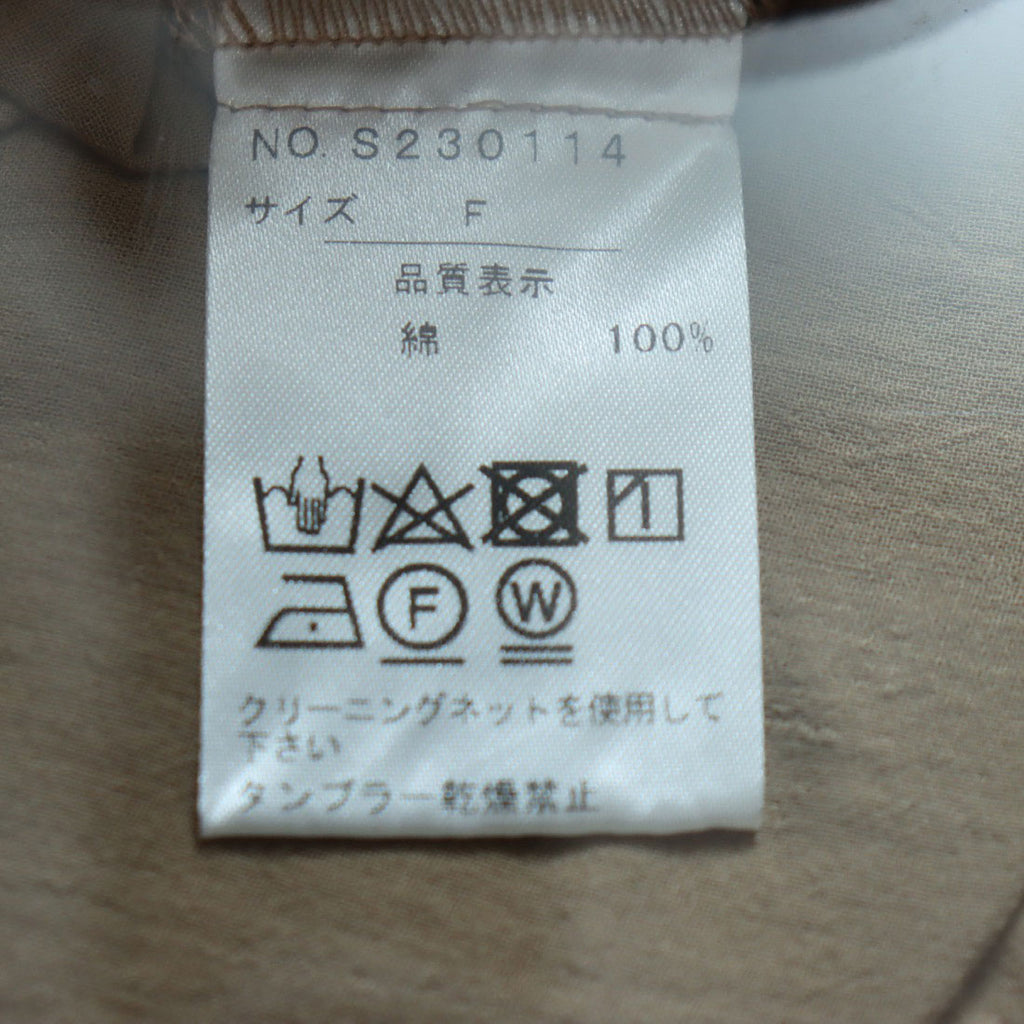 NO. S230114
サイズ F
品質表示
綿 100%
F W
クリーニングネットを使用して
下さい
タンブラー乾燥禁止